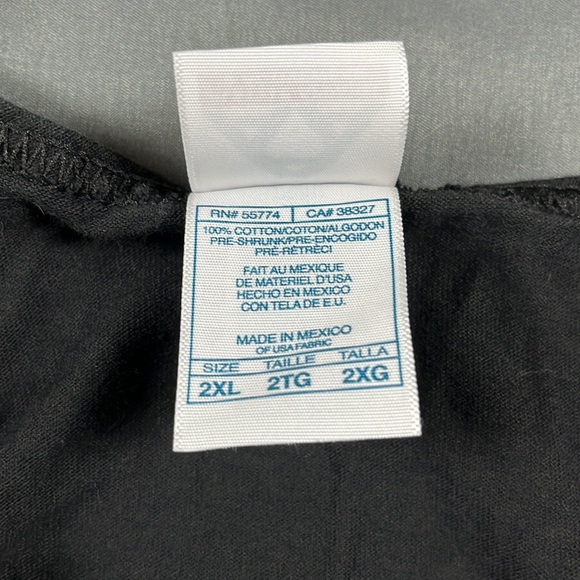 RN# 55774 CA# 38327
100% COTTON/COTON/ALGODON
PRE-SHRUNK/PRE-ENCOGIDO
PRÉ-RÉTRÉCI
FAIT AU MEXIQUE
DE MATERIEL D'USA
HECHO EN MEXICO
CON TELA DE E.U.
MADE IN MEXICO
OF USA FABRIC
SIZE TAILLE TALLA
2XL 2TG 2XG